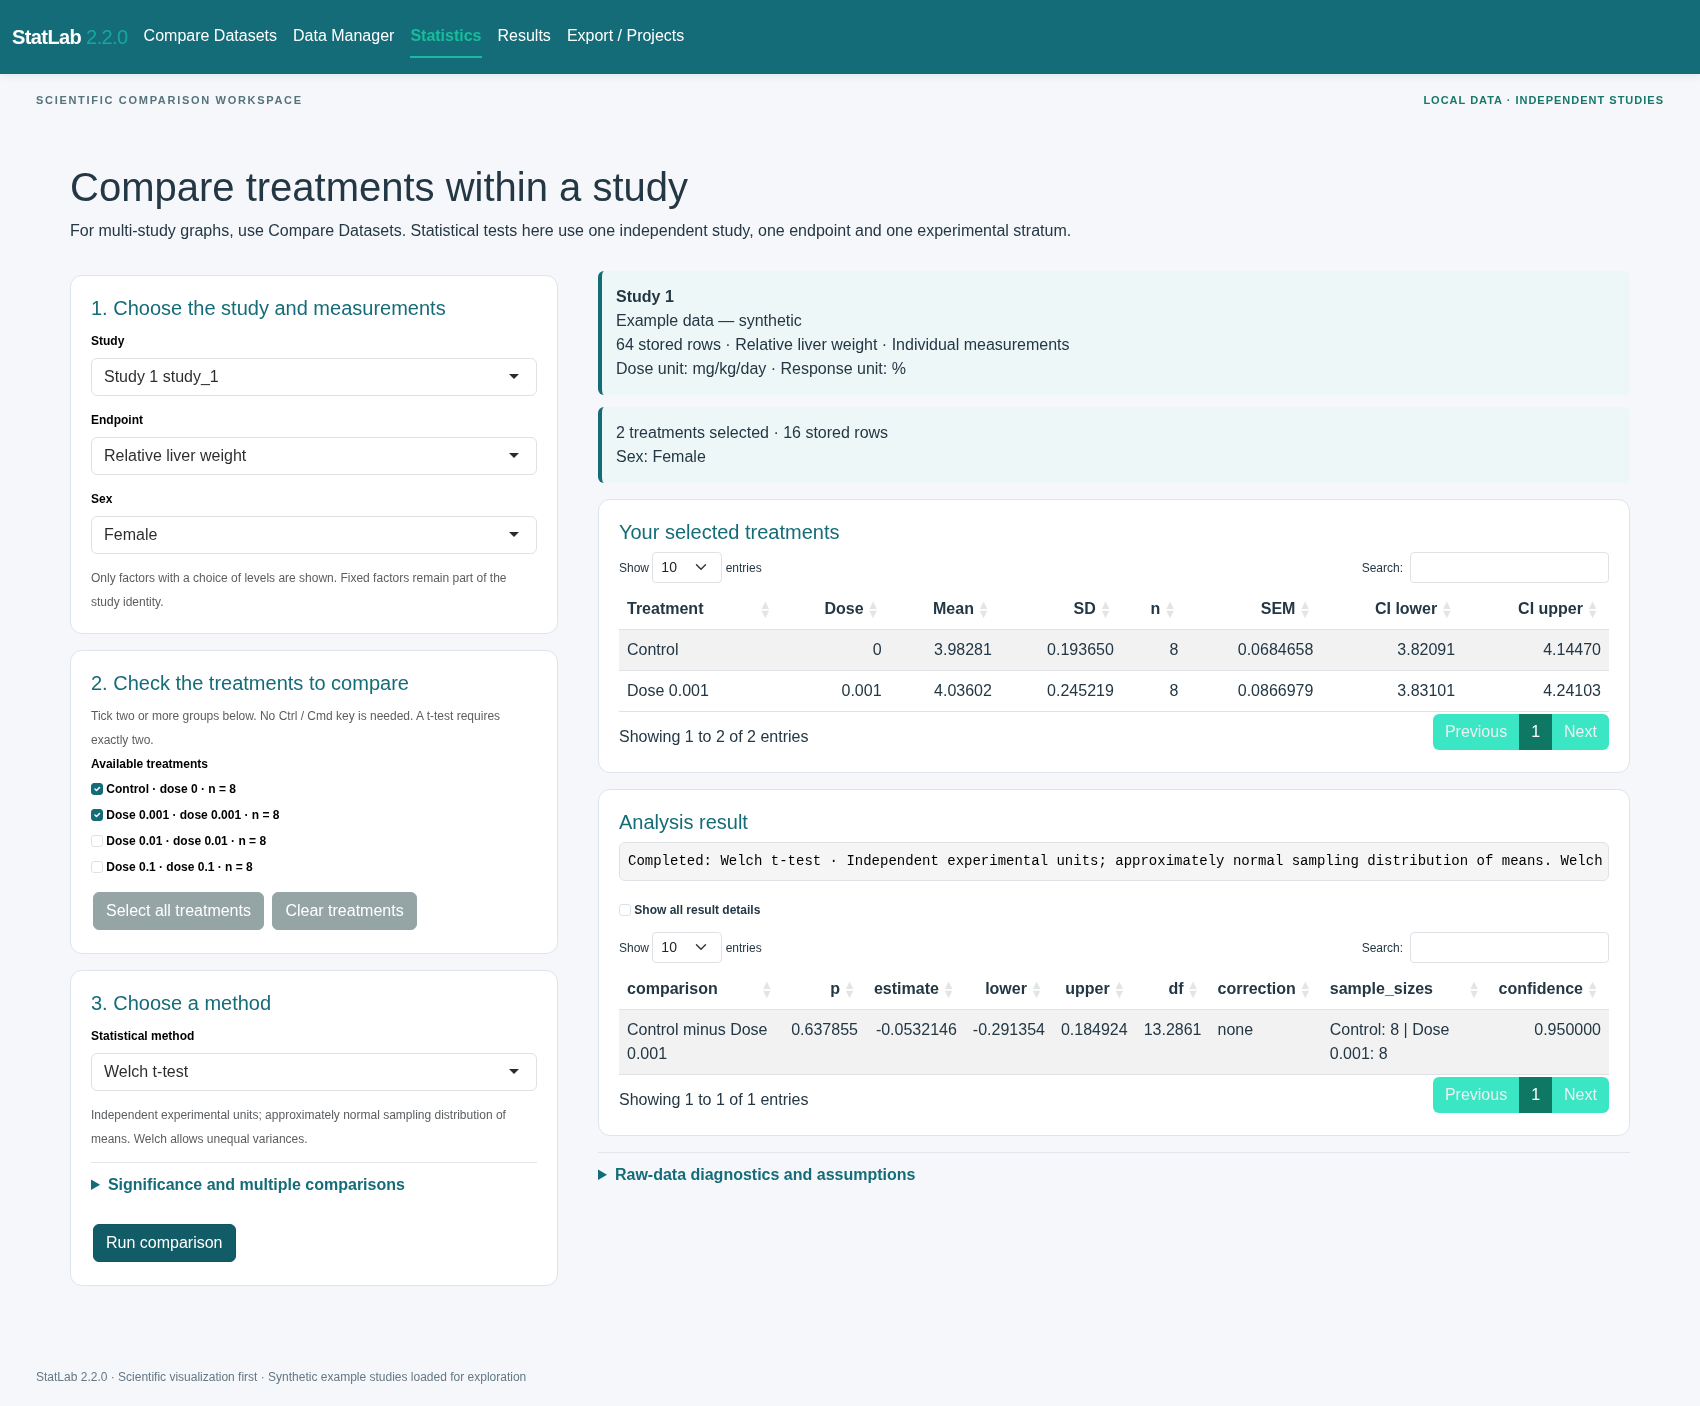 StatLab 2.2.0 Compare Datasets Data Manager Statistics Results Export / Projects
SCIENTIFIC COMPARISON WORKSPACE
LOCAL DATA · INDEPENDENT STUDIES
Compare treatments within a study
For multi-study graphs, use Compare Datasets. Statistical tests here use one independent study, one endpoint and one experimental stratum.
1. Choose the study and measurements
Study
Study 1 study_1
Endpoint
Relative liver weight
Sex
Female
Only factors with a choice of levels are shown. Fixed factors remain part of the
study identity.
2. Check the treatments to compare
Tick two or more groups below. No Ctrl / Cmd key is needed. A t-test requires
exactly two.
Available treatments
Control · dose 0 · n = 8
Dose 0.001 · dose 0.001 · n = 8
Dose 0.01 · dose 0.01 · n = 8
Dose 0.1 · dose 0.1 · n = 8
Select all treatments Clear treatments
3. Choose a method
Statistical method
Welch t-test
Independent experimental units; approximately normal sampling distribution of
means. Welch allows unequal variances.
Significance and multiple comparisons
Run comparison
Study 1
Example data — synthetic
64 stored rows · Relative liver weight · Individual measurements
Dose unit: mg/kg/day · Response unit: %
2 treatments selected · 16 stored rows
Sex: Female
Your selected treatments
Show 10 entries Search:
Treatment Dose Mean SD n SEM CI lower CI upper
Control 0 3.98281 0.193650 8 0.0684658 3.82091 4.14470
Dose 0.001 0.001 4.03602 0.245219 8 0.0866979 3.83101 4.24103
Showing 1 to 2 of 2 entries Previous 1 Next
Analysis result
Completed: Welch t-test · Independent experimental units; approximately normal sampling distribution of means. Welch
Show all result details
Show 10 entries Search:
comparison p estimate lower upper df correction sample_sizes confidence
Control minus Dose 0.637855 -0.0532146 -0.291354 0.184924 13.2861 none Control: 8 | Dose 0.950000
0.001 0.001: 8
Showing 1 to 1 of 1 entries Previous 1 Next
Raw-data diagnostics and assumptions
StatLab 2.2.0 · Scientific visualization first · Synthetic example studies loaded for exploration